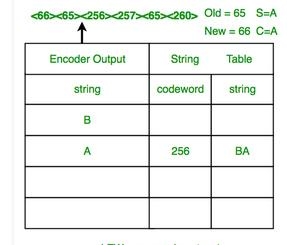 <66><65><256><257><65><260> Old = 65 S=A
New = 66 C=A
Encoder Output String Table
string codeword string
B
A 256 BA